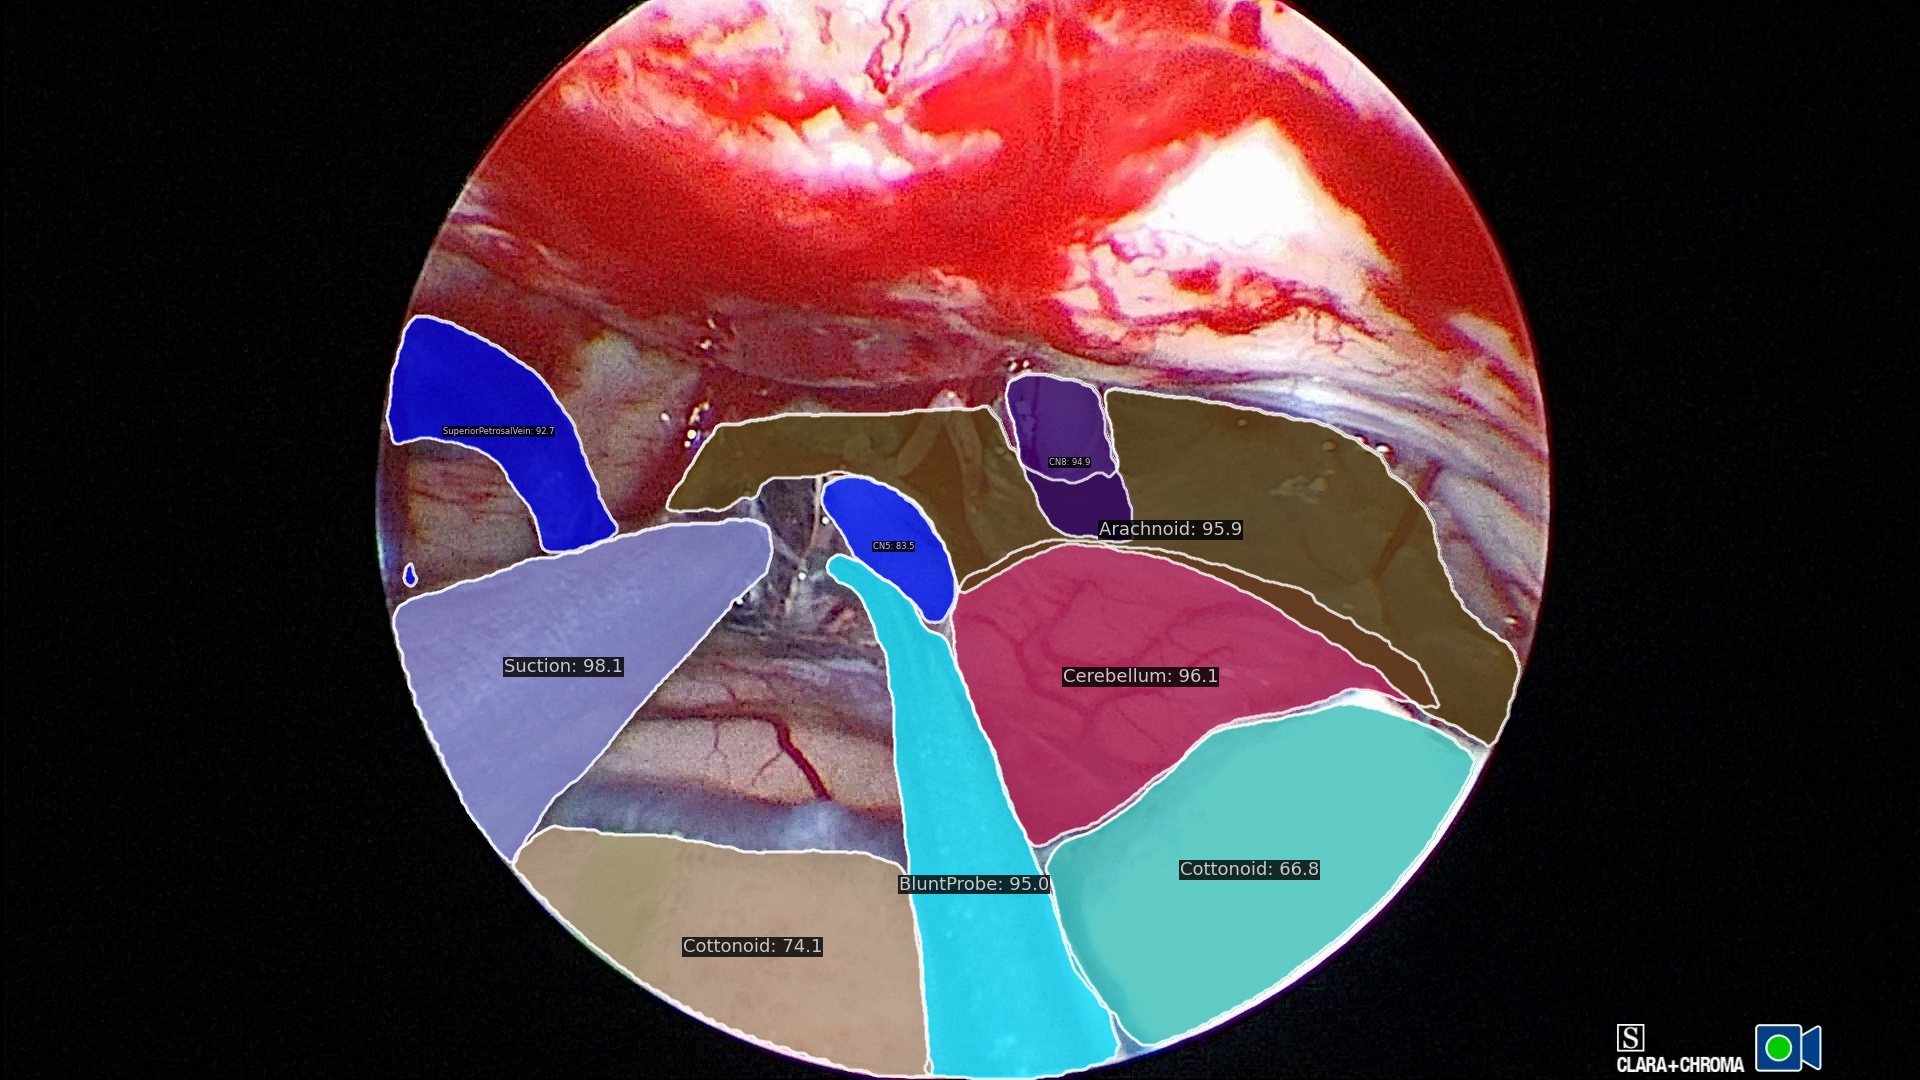 SuperiorPetrosalVein: 92.7
CN8: 94.9
Arachnoid: 95.9
CN5: 83.5
Suction: 98.1
Cerebellum: 96.1
Cottonoid: 66.8
BluntProbe: 95.0
Cottonoid: 74.1
S
CLARA+CHROMA